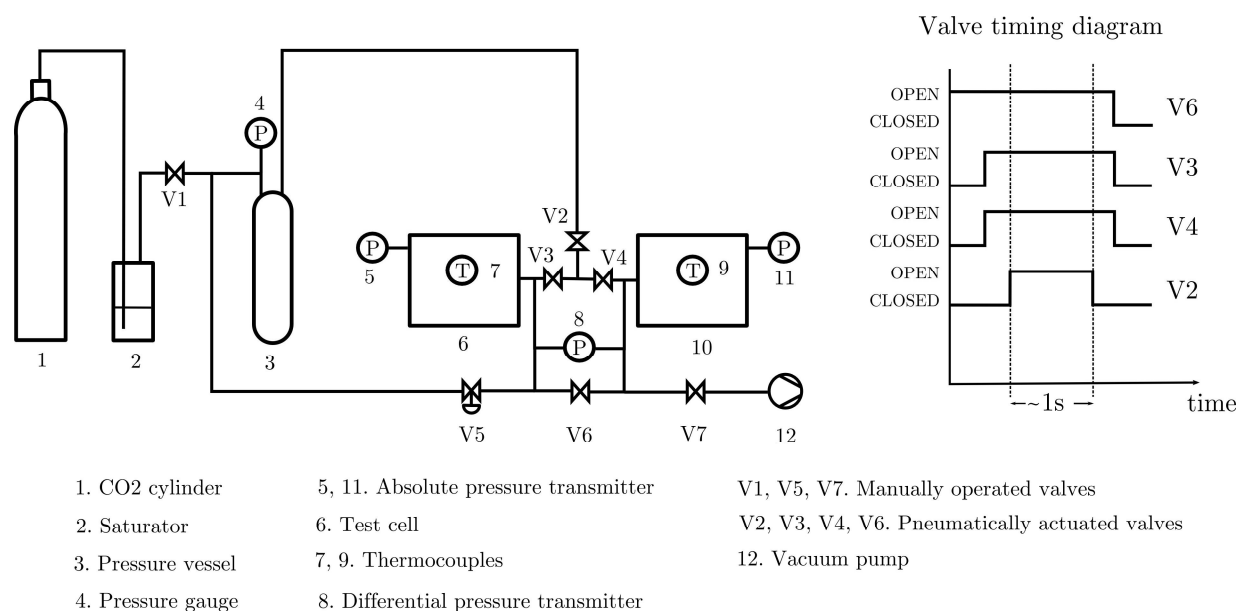 Valve timing diagram
4
P
OPEN
CLOSED
V6
V1
OPEN
CLOSED
V3
V2
OPEN
CLOSED
V4
P
5
T
7
V3
V4
T
9
P
11
OPEN
CLOSED
V2
8
P
1
2
3
6
10
~1s
time
V5
V6
V7
12
1. CO2 cylinder
2. Saturator
3. Pressure vessel
4. Pressure gauge
5, 11. Absolute pressure transmitter
6. Test cell
7, 9. Thermocouples
8. Differential pressure transmitter
V1, V5, V7. Manually operated valves
V2, V3, V4, V6. Pneumatically actuated valves
12. Vacuum pump